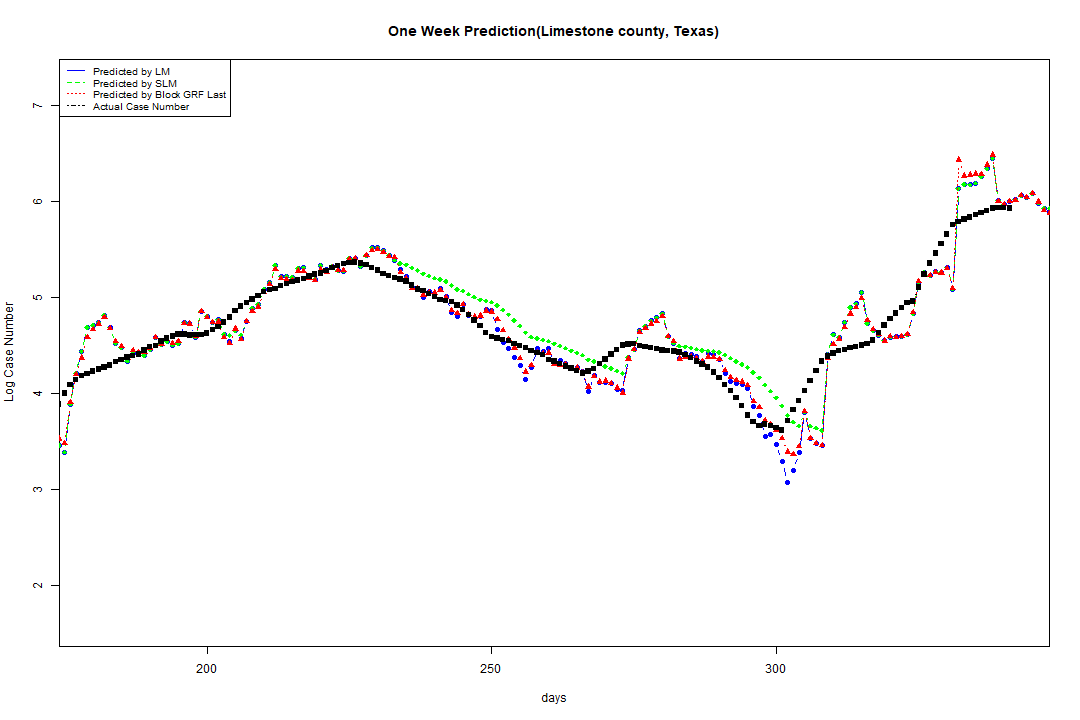 One Week Prediction(Limestone county, Texas)
Predicted by LM
Predicted by SLM
Predicted by Block GRF Last
Actual Case Number
7
6
5
4
3
2
Log Case Number
200
250
300
days